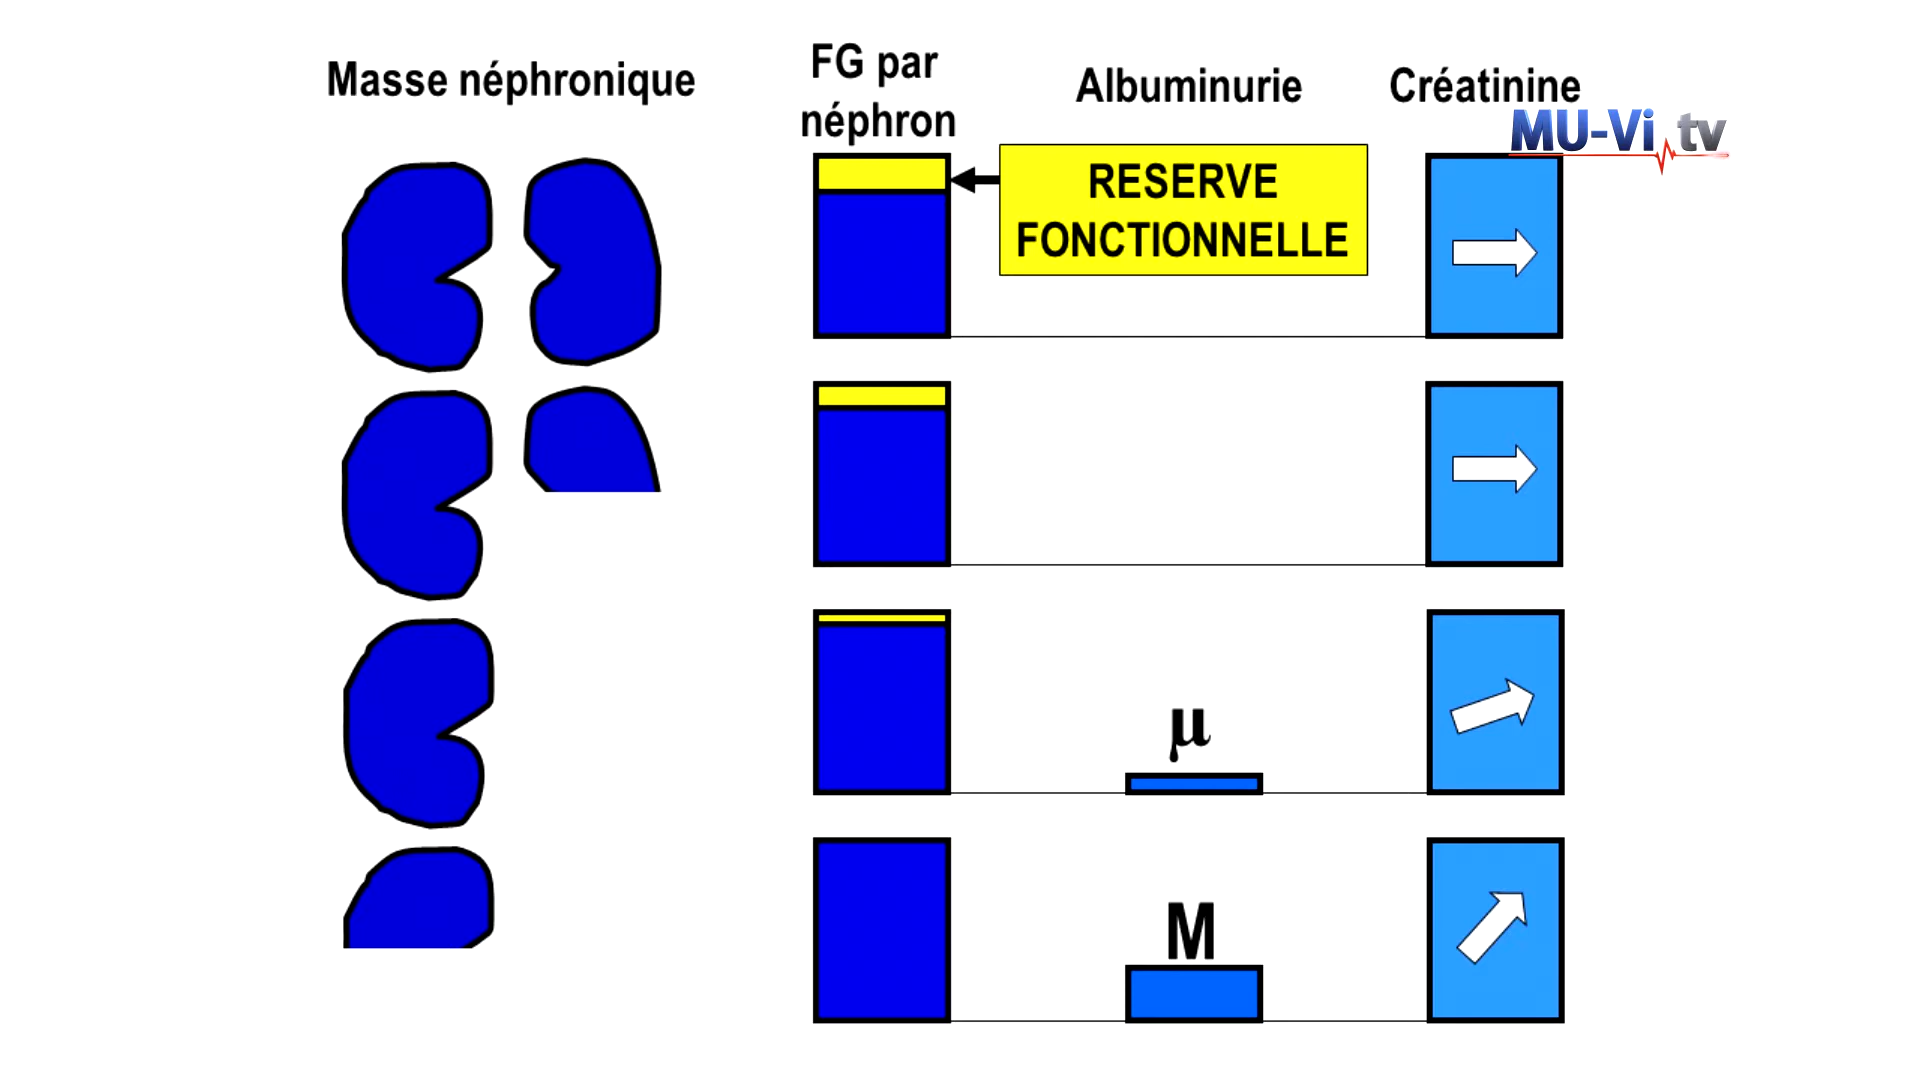 Masse néphronique
FG par
néphron
Albuminurie
Créatinine
MU-Vi tv
RESERVE
FONCTIONNELLE
μ
M